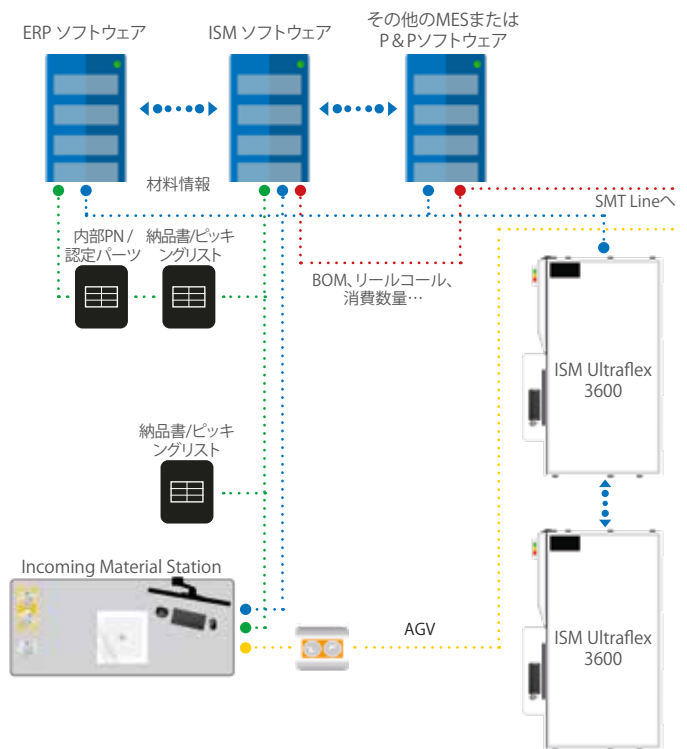 ERP ソフトウェア
ISM ソフトウェア
その他のMESまたは
P&Pソフトウェア
材料情報
SMT Lineへ
内部PN /
認定パーツ
納品書/ピッキ
ングリスト
BOM、リールコール、
消費数量…
ISM Ultraflex
3600
納品書/ピッキ
ングリスト
Incoming Material Station
AGV
ISM Ultraflex
3600